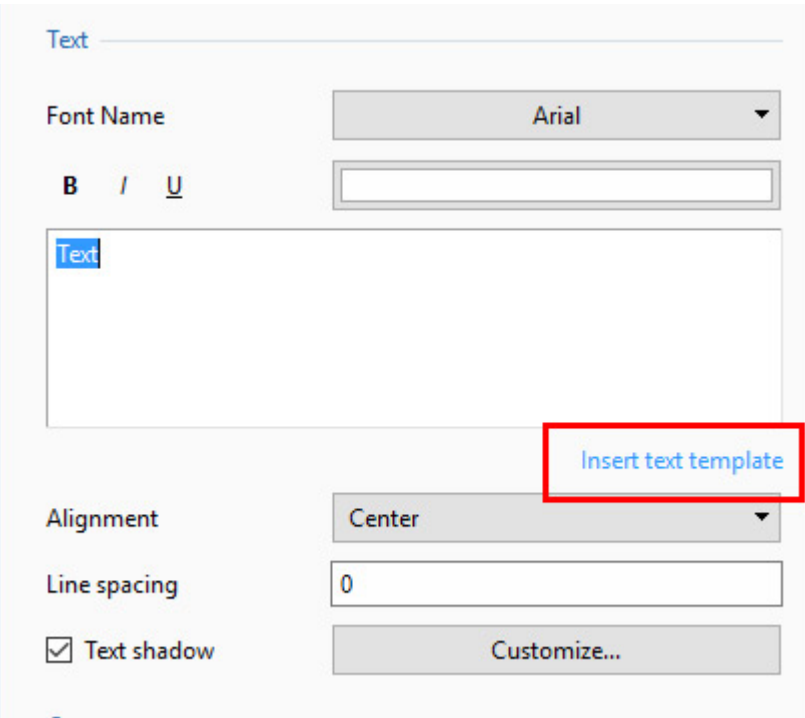 Text
Font Name Arial
B I U
Text
Insert text template
Alignment Center
Line spacing 0
Text shadow Customize...